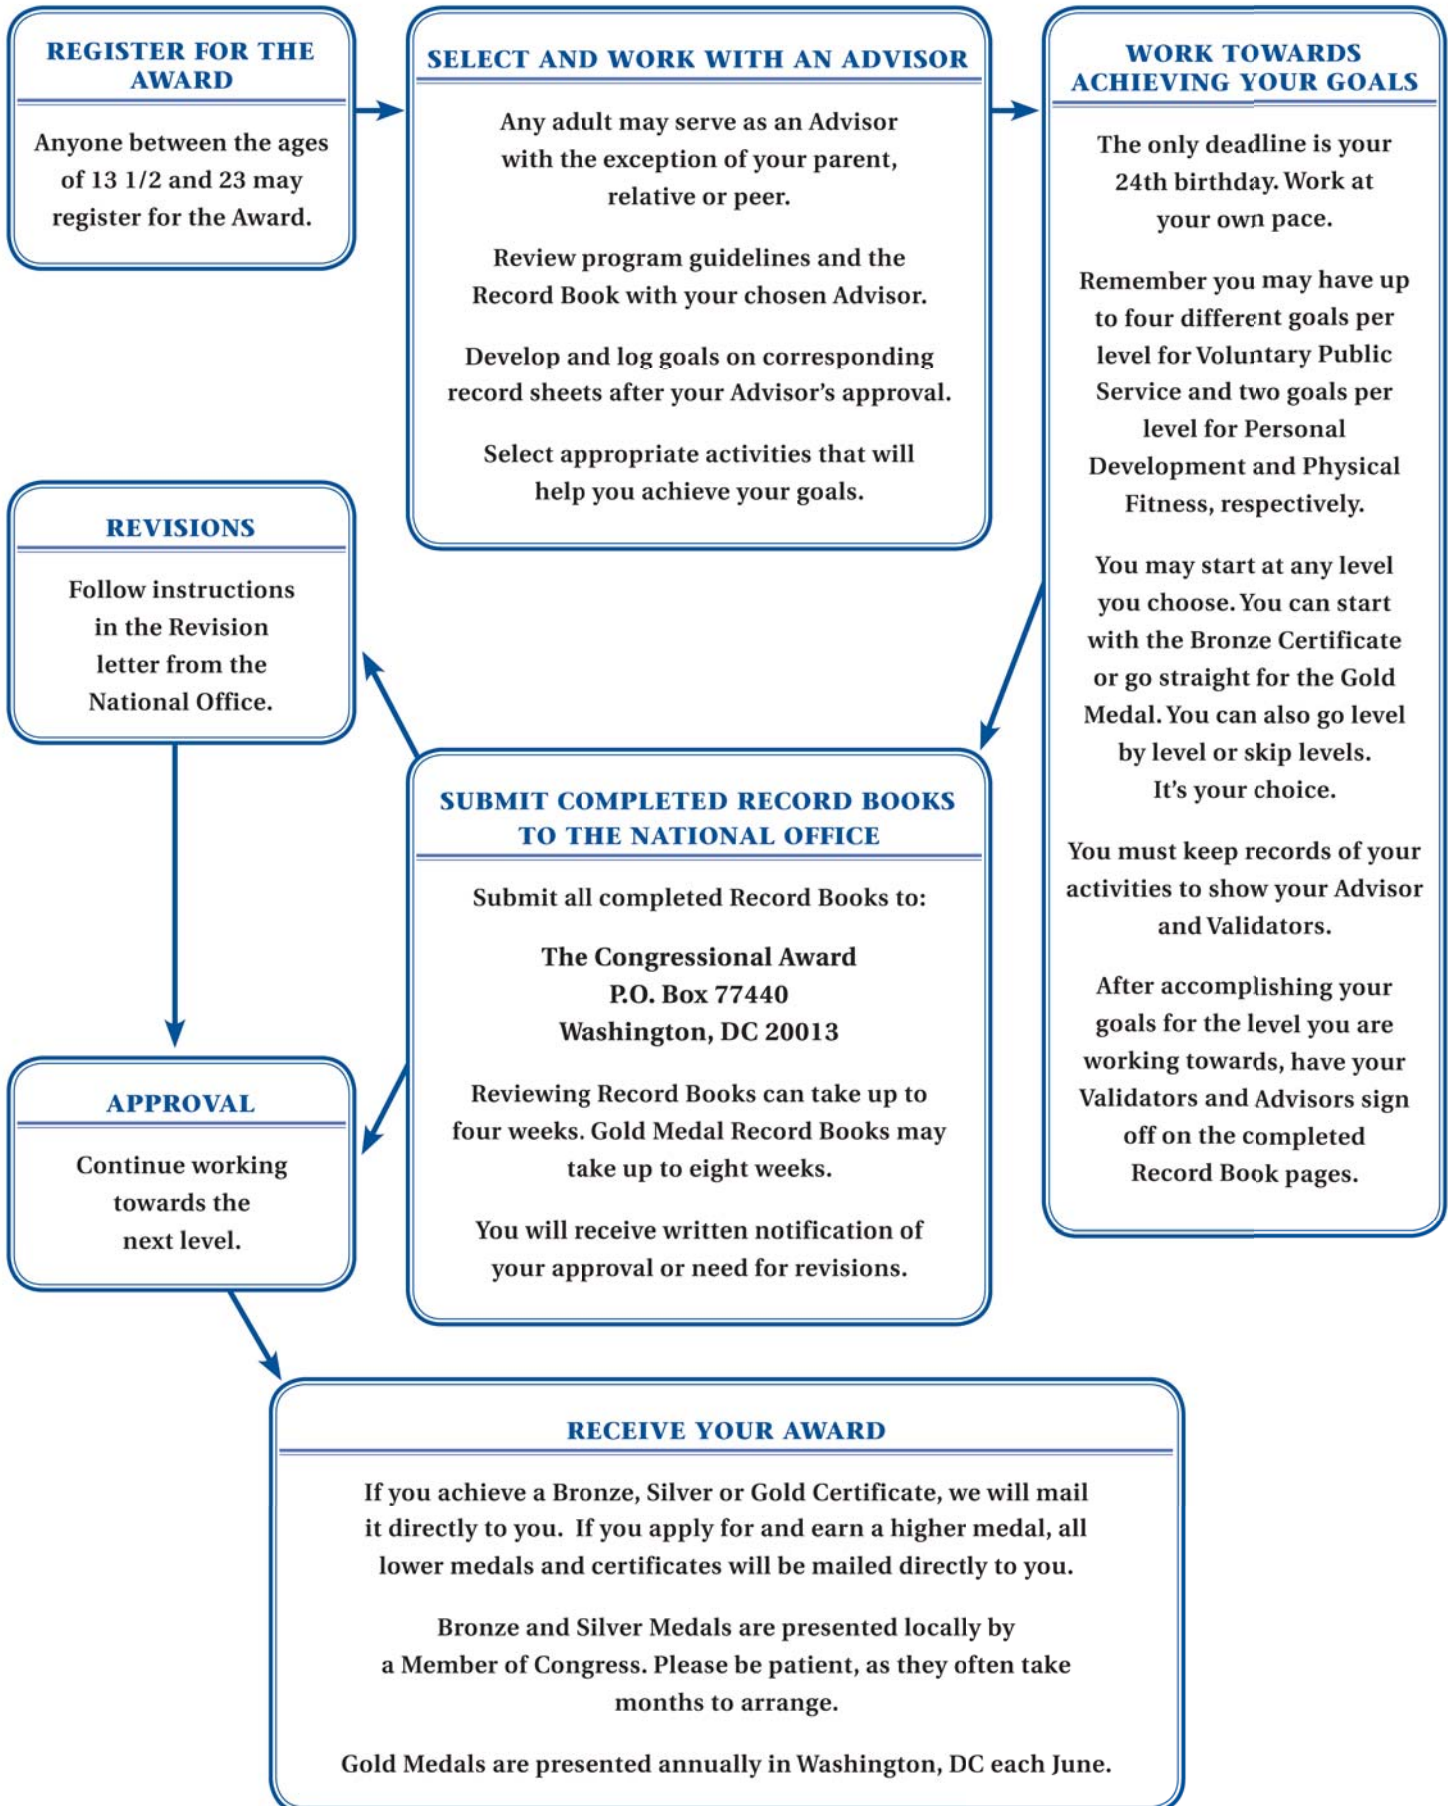 REGISTER FOR THE
AWARD
Anyone between the ages
of 13 1/2 and 23 may
register for the Award.
SELECT AND WORK WITH AN ADVISOR
Any adult may serve as an Advisor
with the exception of your parent,
relative or peer.
Review program guidelines and the
Record Book with your chosen Advisor.
Develop and log goals on corresponding
record sheets after your Advisor's approval.
Select appropriate activities that will
help you achieve your goals.
WORK TOWARDS
ACHIEVING YOUR GOALS
The only deadline is your
24th birthday. Work at
your own pace.
Remember you may have up
to four different goals per
level for Voluntary Public
Service and two goals per
level for Personal
Development and Physical
Fitness, respectively.
You may start at any level
you choose. You can start
with the Bronze Certificate
or go straight for the Gold
Medal. You can also go level
by level or skip levels.
It's your choice.
You must keep records of your
activities to show your Advisor
and Validators.
After accomplishing your
goals for the level you are
working towards, have your
Validators and Advisors sign
off on the completed
Record Book pages.
SUBMIT COMPLETED RECORD BOOKS
TO THE NATIONAL OFFICE
Submit all completed Record Books to:
The Congressional Award
P.O. Box 77440
Washington, DC 20013
Reviewing Record Books can take up to
four weeks. Gold Medal Record Books may
take up to eight weeks.
You will receive written notification of
your approval or need for revisions.
REVISIONS
Follow instructions
in the Revision
letter from the
National Office.
APPROVAL
Continue working
towards the
next level.
RECEIVE YOUR AWARD
If you achieve a Bronze, Silver or Gold Certificate, we will mail
it directly to you. If you apply for and earn a higher medal, all
lower medals and certificates will be mailed directly to you.
Bronze and Silver Medals are presented locally by
a Member of Congress. Please be patient, as they often take
months to arrange.
Gold Medals are presented annually in Washington, DC each June.